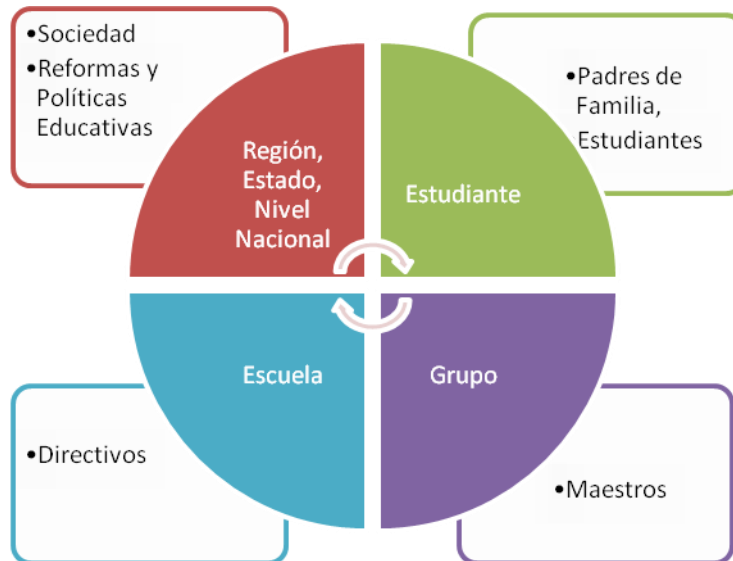 •Sociedad
•Reformas y
Políticas
Educativas
Región,
Estado,
Nivel
Nacional
Estudiante
•Padres de
Familia,
Estudiantes
Escuela
Grupo
•Directivos
•Maestros